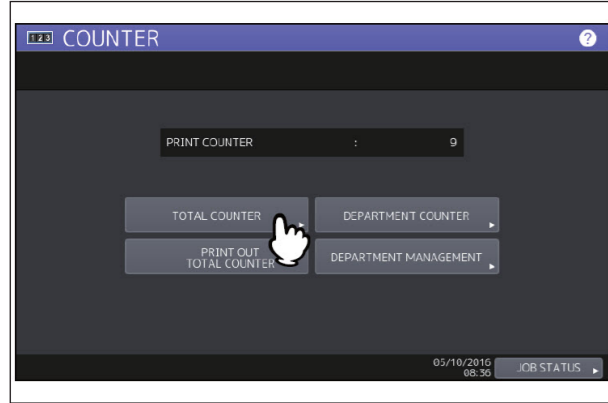 123 COUNTER ?
PRINT COUNTER : 9
TOTAL COUNTER DEPARTMENT COUNTER
PRINT OUT
TOTAL COUNTER DEPARTMENT MANAGEMENT
05/10/2016
08:36 JOB STATUS